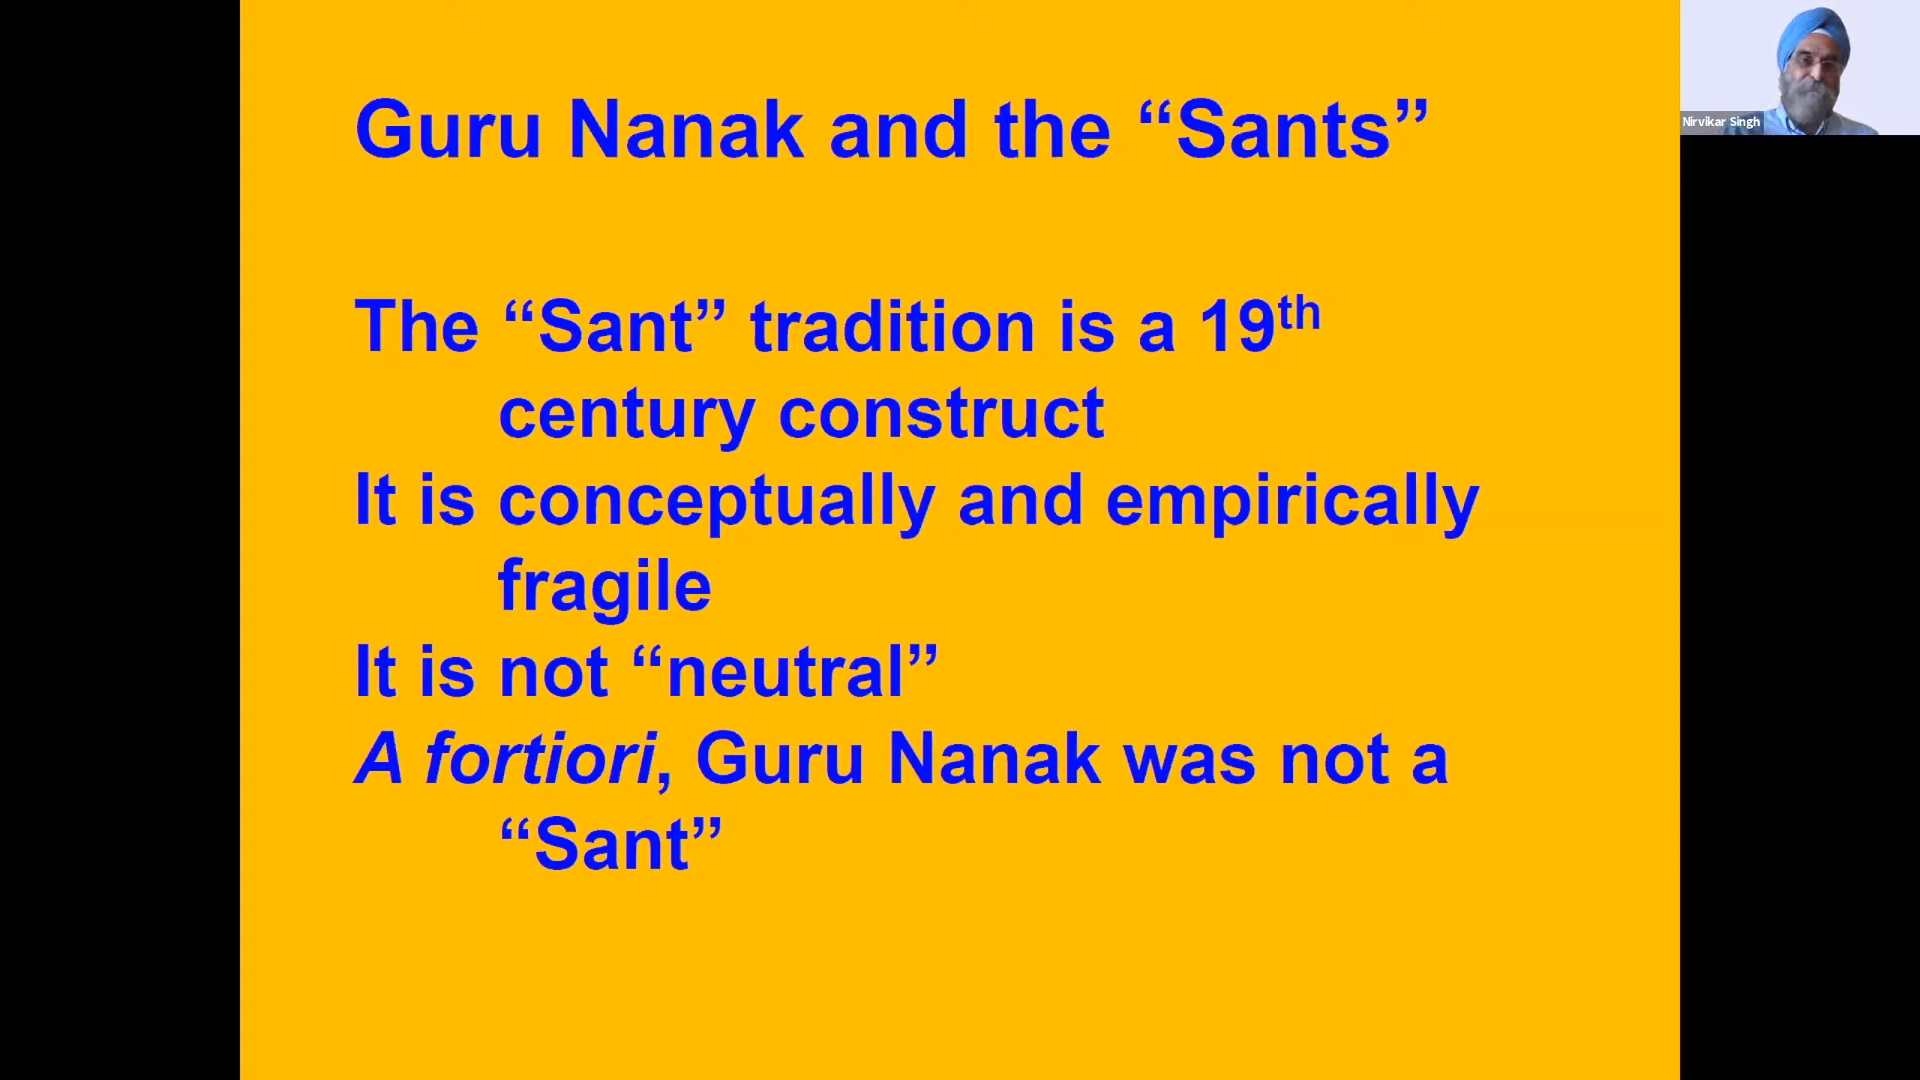 Guru Nanak and the “Sants”
The “Sant” tradition is a 19th
century construct
It is conceptually and empirically
fragile
It is not “neutral”
A fortiori, Guru Nanak was not a
“Sant”
Nirvikar Singh